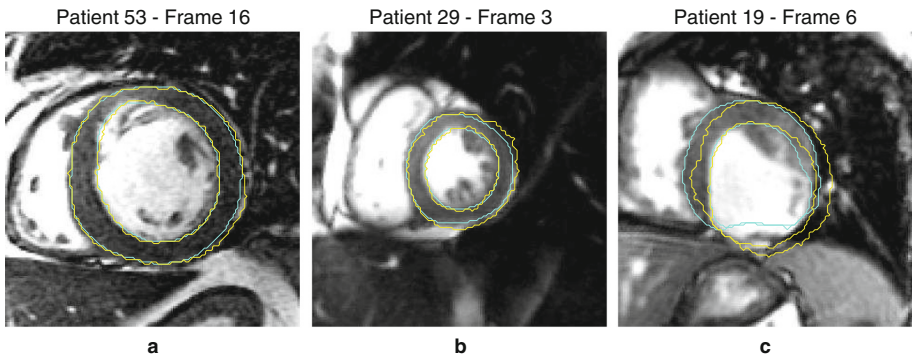 Patient 53 - Frame 16
Patient 29 - Frame 3
Patient 19 - Frame 6
a
b
c